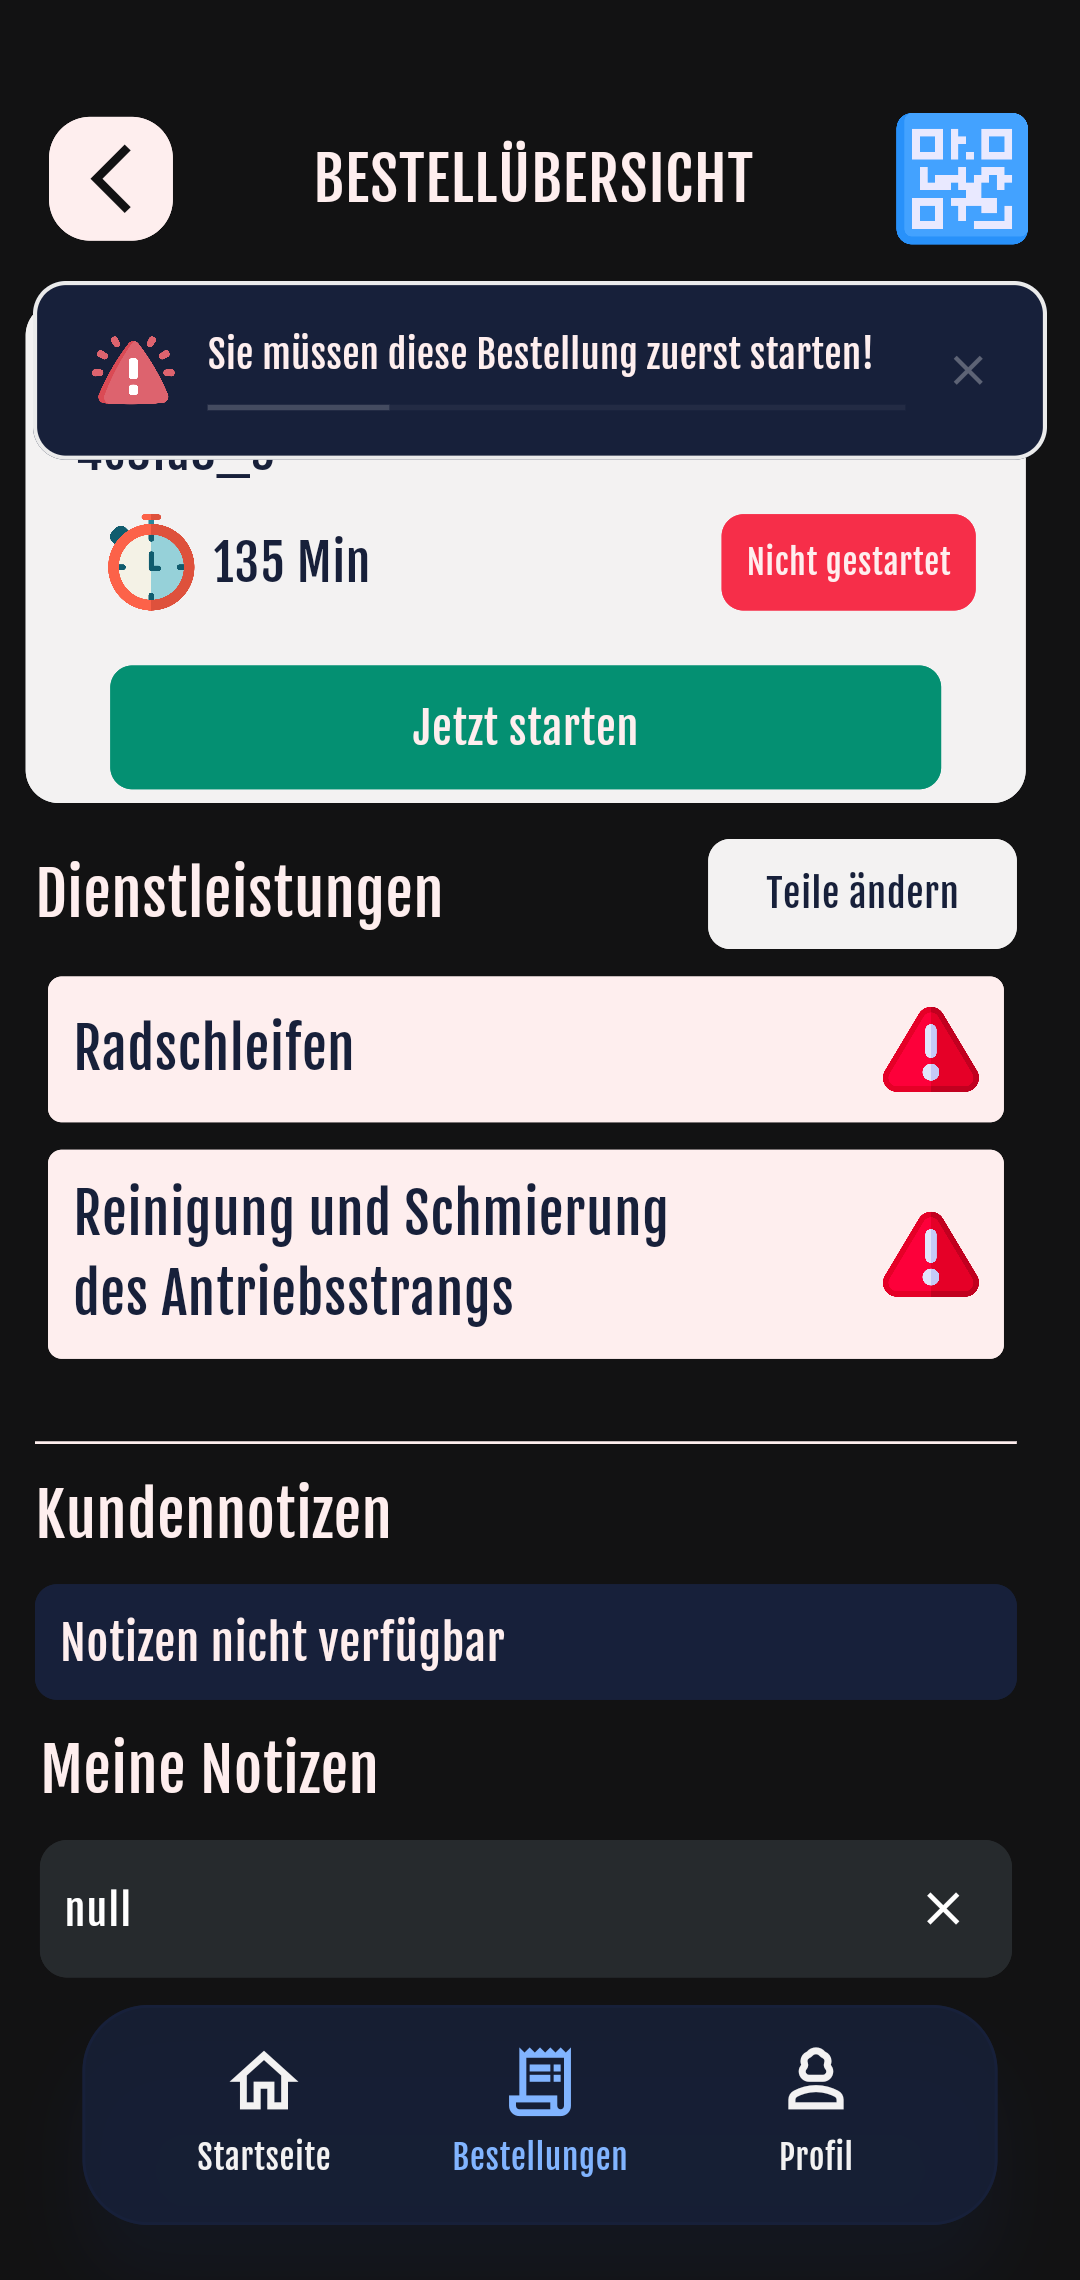 BESTELLÜBERSICHT
Sie müssen diese Bestellung zuerst starten!
135 Min
Nicht gestartet
Jetzt starten
Dienstleistungen
Teile ändern
Radschleifen
Reinigung und Schmierung
des Antriebsstrangs
Kundennotizen
Notizen nicht verfügbar
Meine Notizen
null
Startseite
Bestellungen
Profil